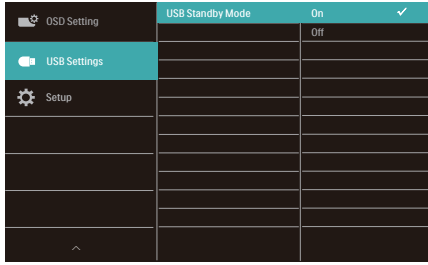 OSD Setting
USB Settings
Setup
USB Standby Mode
On
Off